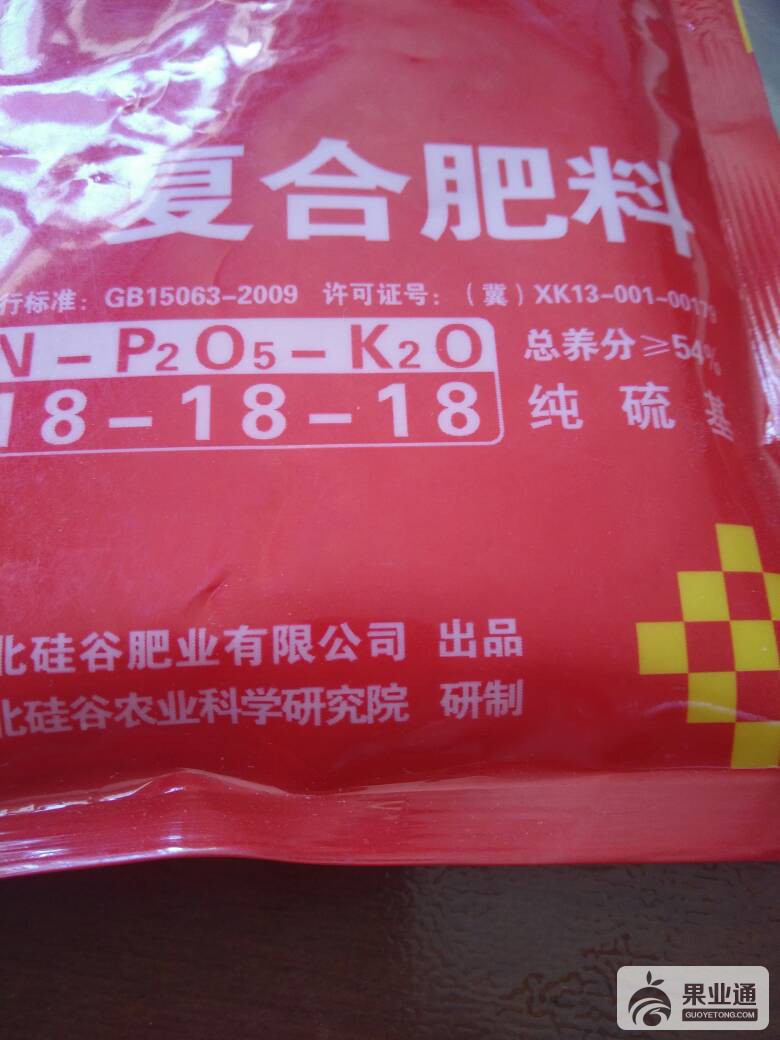 复合肥料
行标准：GB15063-2009 许可证号：（冀）XK13-001-00179
N-P2O5-K2O 总养分≥54%
18-18-18 纯硫基
北硅谷肥业有限公司 出品
北硅谷农业科学研究院 研制
果业通
GUOYETONG.COM